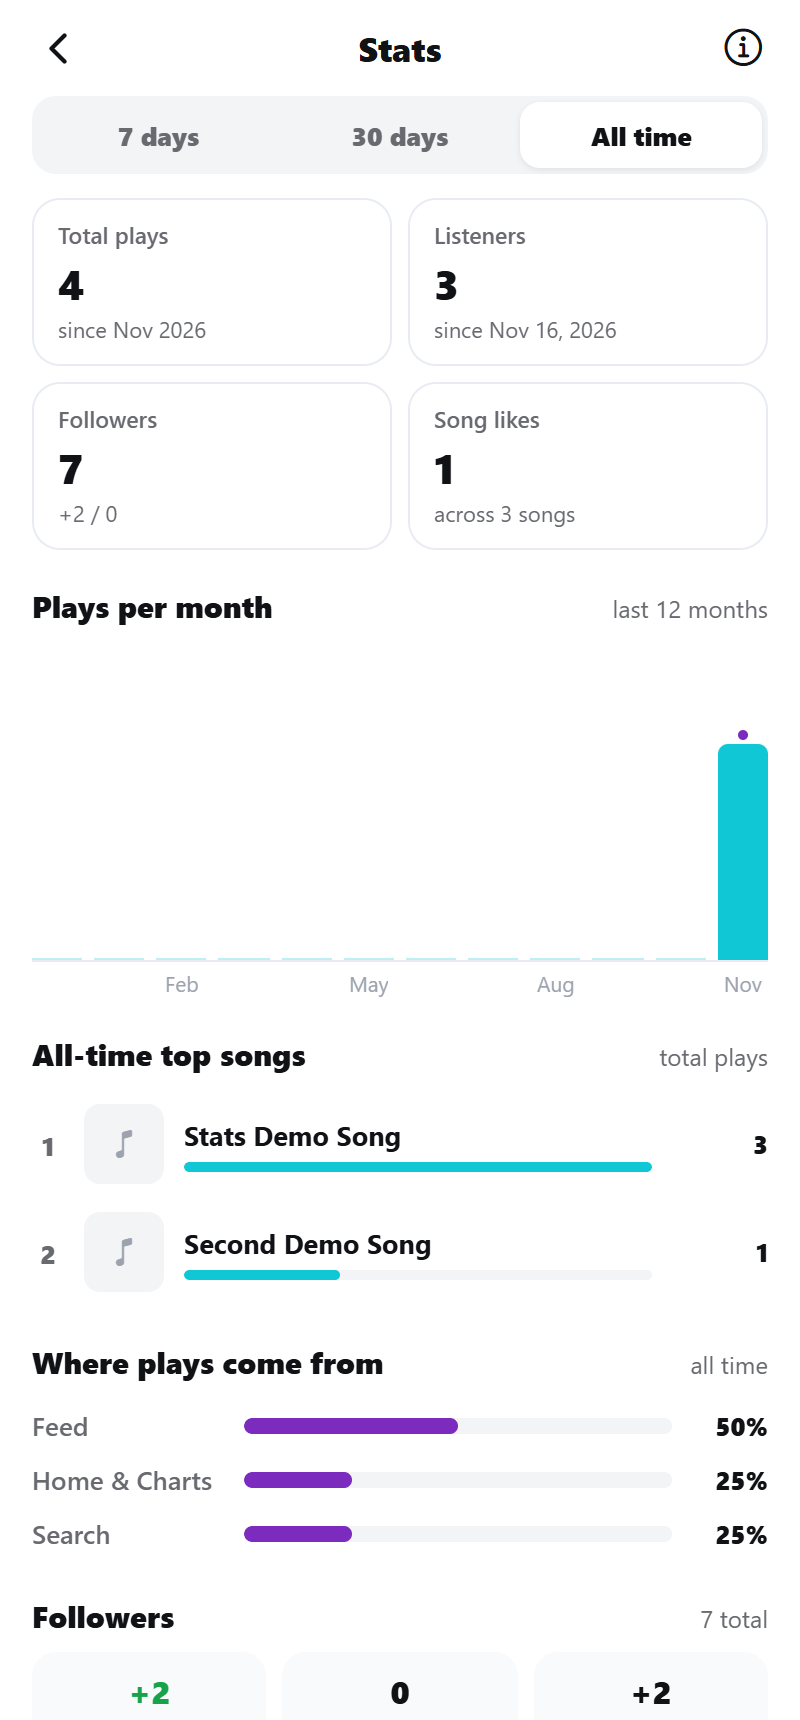 Stats
7 days
30 days
All time
Total plays
4
since Nov 2026
Listeners
3
since Nov 16, 2026
Followers
7
+2 / 0
Song likes
1
across 3 songs
Plays per month
last 12 months
Feb
May
Aug
Nov
All-time top songs
total plays
1
Stats Demo Song
3
2
Second Demo Song
1
Where plays come from
all time
Feed
50%
Home & Charts
25%
Search
25%
Followers
7 total
+2
0
+2